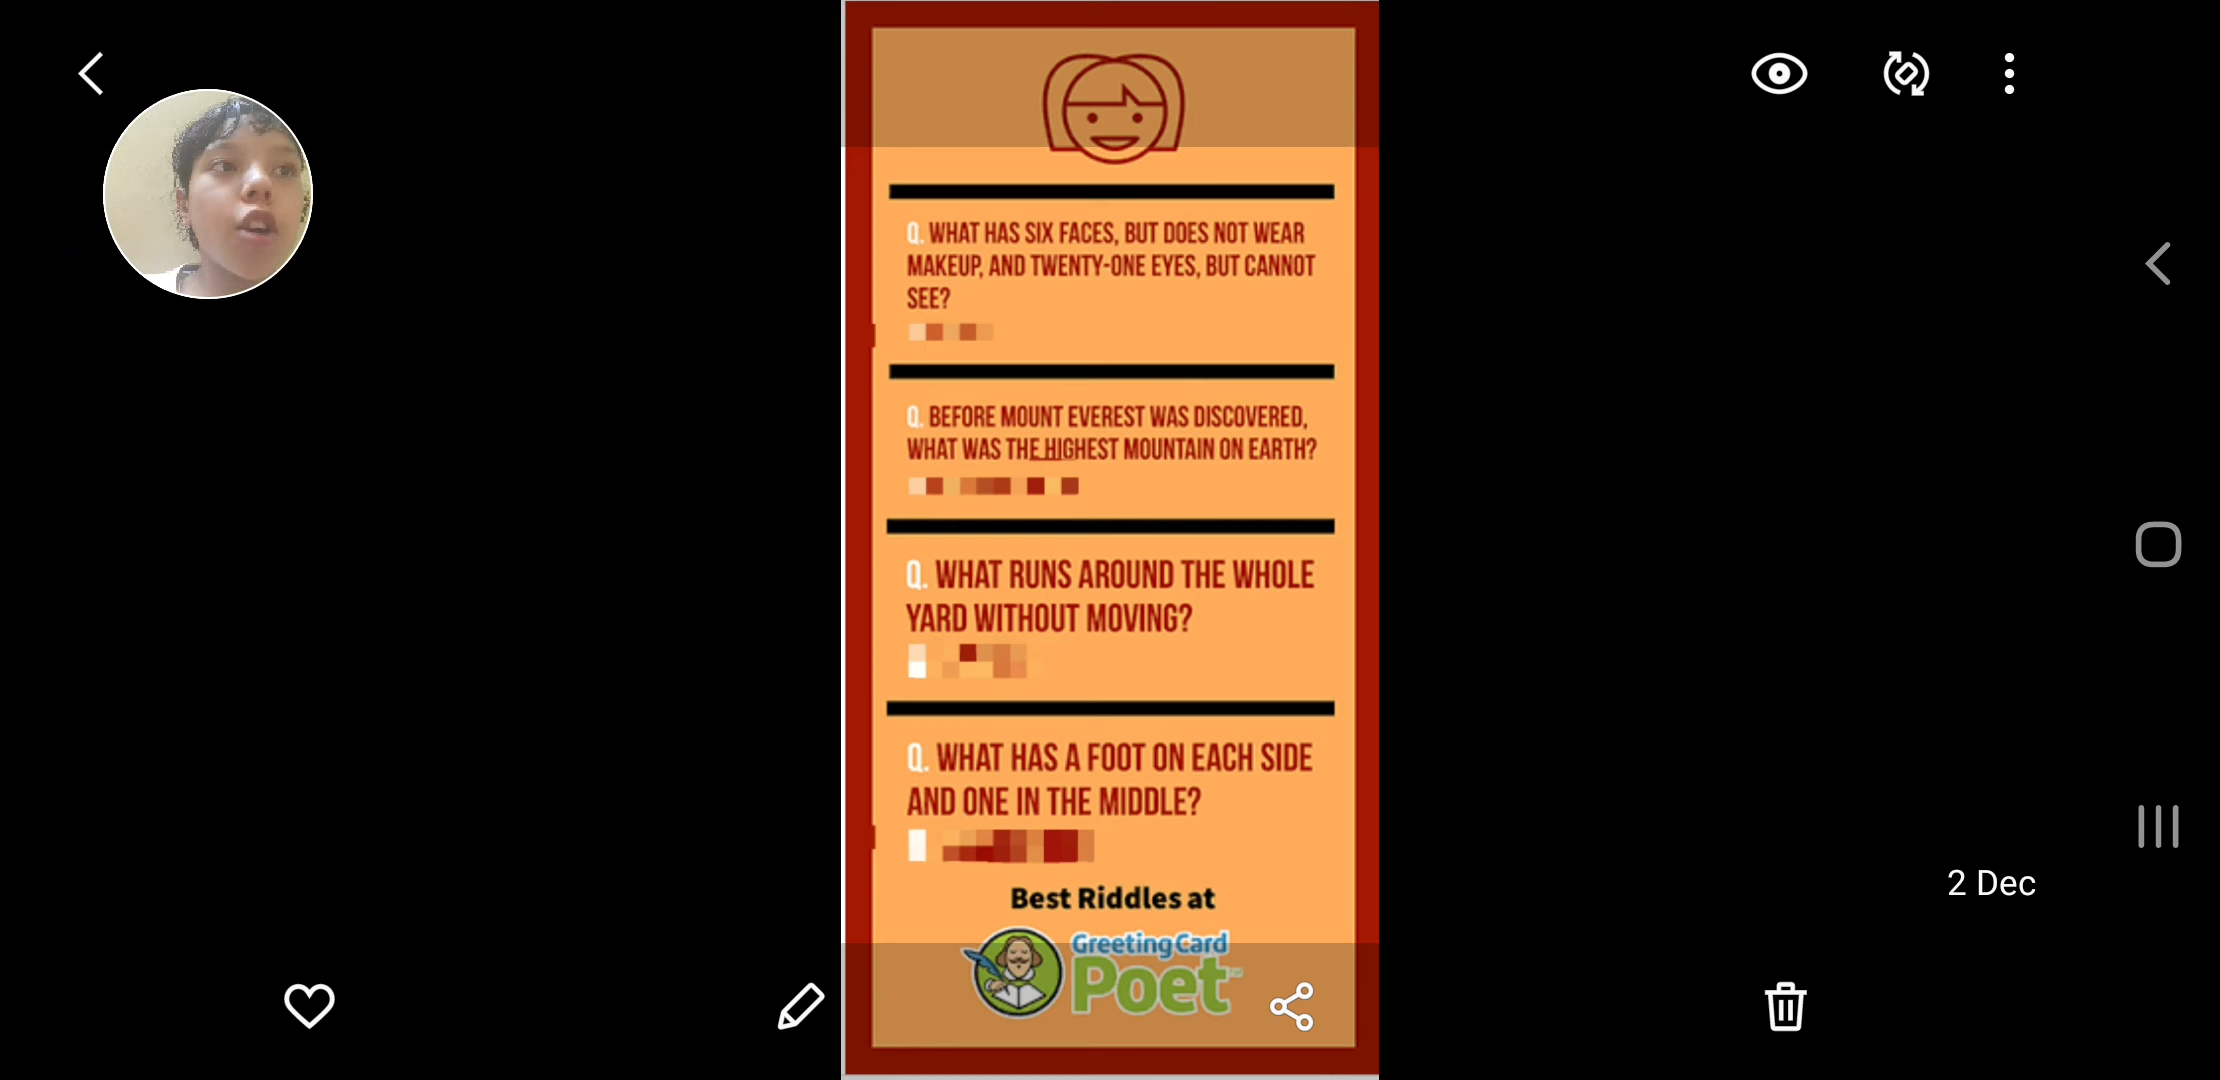 Q. WHAT HAS SIX FACES, BUT DOES NOT WEAR
MAKEUP, AND TWENTY-ONE EYES, BUT CANNOT
SEE?
Q. BEFORE MOUNT EVEREST WAS DISCOVERED,
WHAT WAS THE HIGHEST MOUNTAIN ON EARTH?
Q. WHAT RUNS AROUND THE WHOLE
YARD WITHOUT MOVING?
Q. WHAT HAS A FOOT ON EACH SIDE
AND ONE IN THE MIDDLE?
Best Riddles at
GreetingCard
Poet
2 Dec